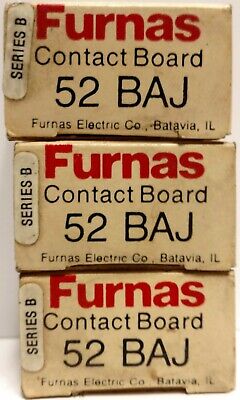 SERIES B
Furnas
Contact Board
52 BAJ
Furnas Electric Co., Batavia, IL
SERIES B
Furnas
Contact Board
52 BAJ
Furnas Electric Co., Batavia, IL
SERIES B
Furnas
Contact Board
52 BAJ
Furnas Electric Co., Batavia, IL